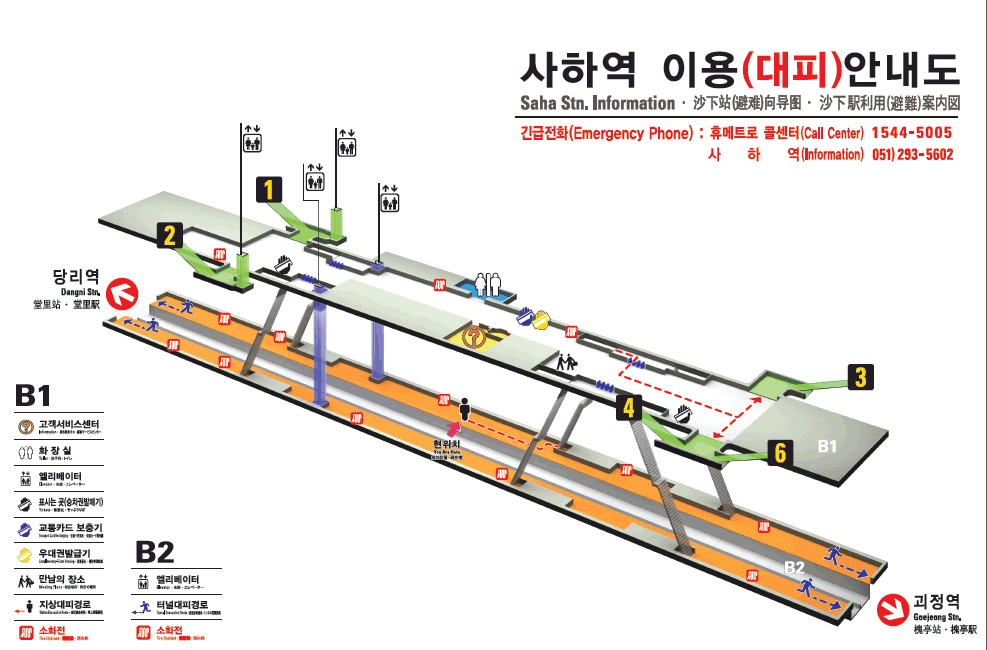 사하역 이용(대피)안내도
Saha Stn. Information · 沙下站(避难)向导图 · 沙下駅利用(避難)案内図
긴급전화(Emergency Phone) : 휴메트로 콜센터(Call Center) 1544-5005
사 하 역(Information) 051) 293-5602
1
2
당리역
Dangni Stn.
堂里站 · 堂里駅
3
4
6
B1
현위치
You Are Here
B2
괴정역
Goejeong Stn.
槐亭站 · 槐亭駅
B1
고객서비스센터
화 장 실
엘리베이터
표사는 곳(승차권발매기)
교통카드 보충기
우대권발급기
만남의 장소
지상대피경로
소화전
B2
엘리베이터
터널대피경로
소화전